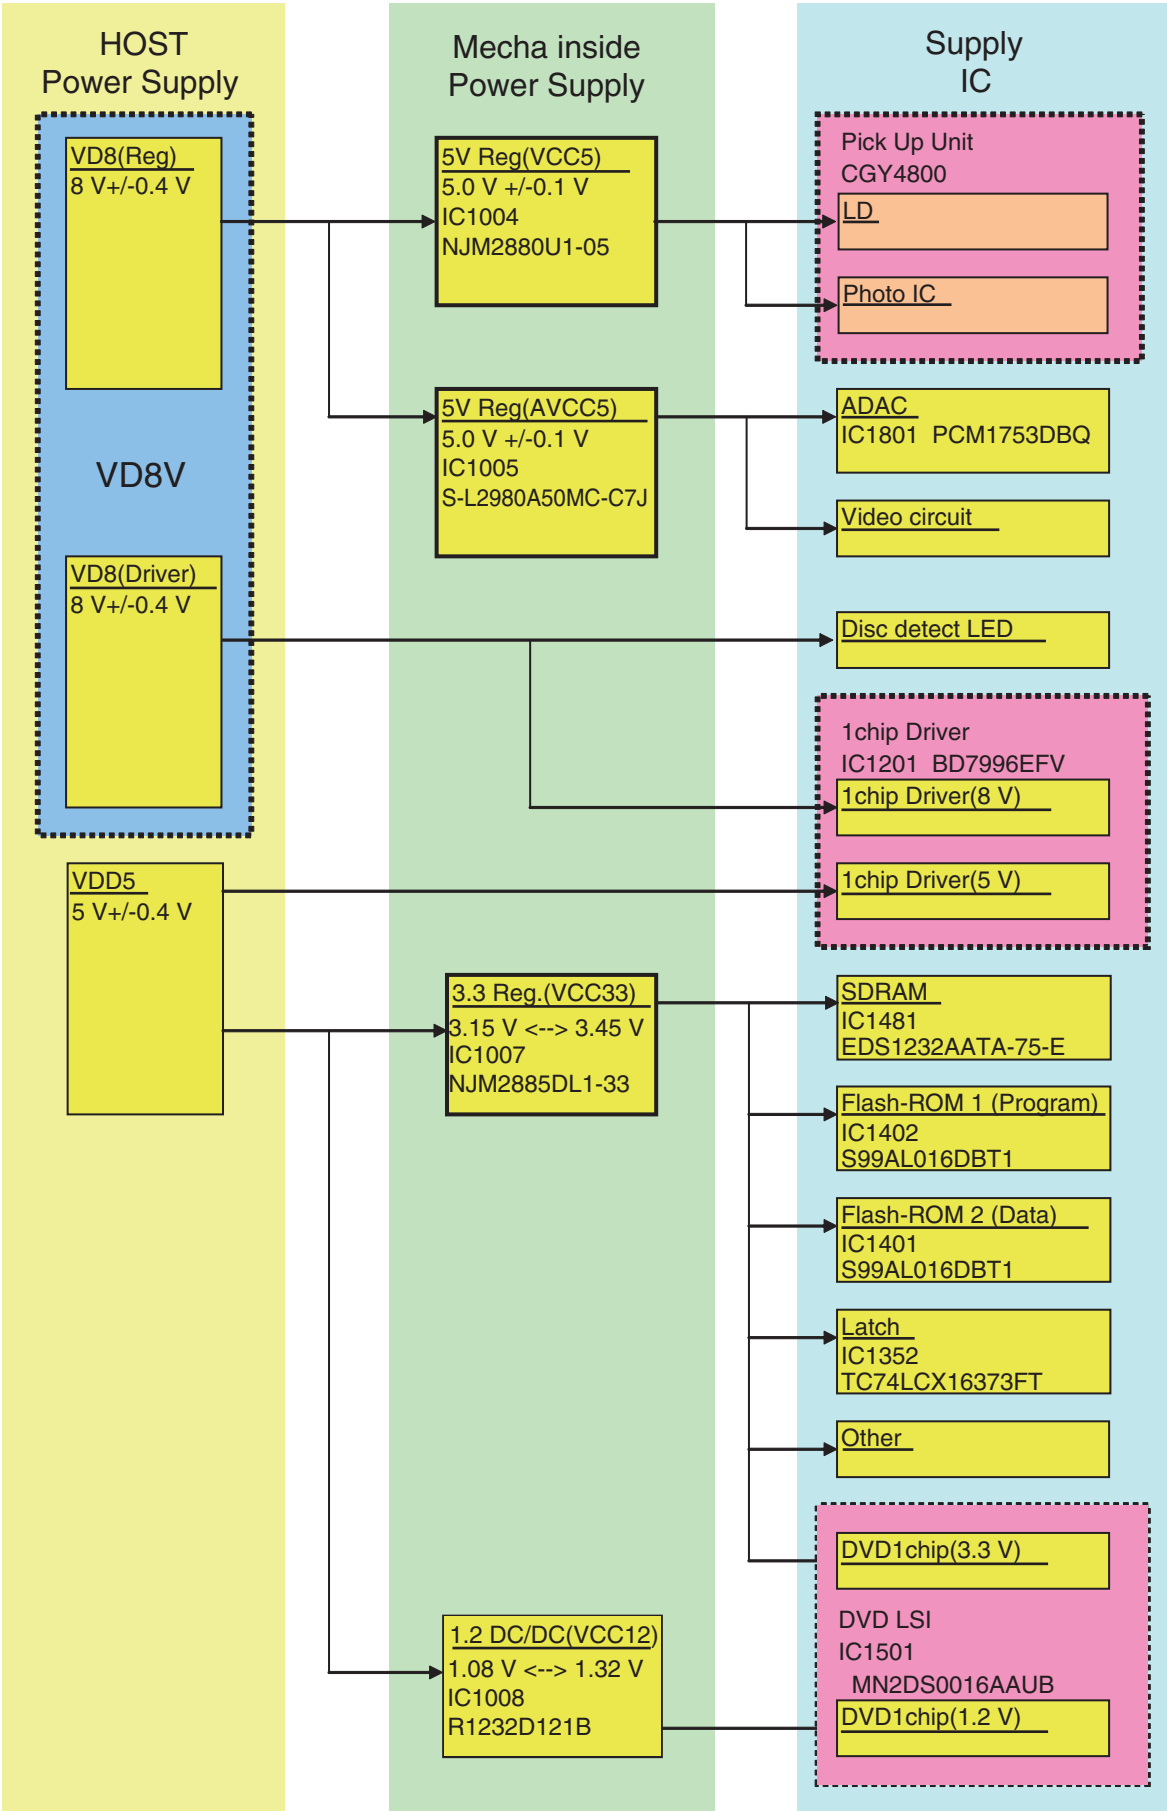 HOST
Power Supply
VD8(Reg)
8 V+/-0.4 V
VD8V
VD8(Driver)
8 V+/-0.4 V
VDD5
5 V+/-0.4 V
Mecha inside
Power Supply
5V Reg(VCC5)
5.0 V +/-0.1 V
IC1004
NJM2880U1-05
5V Reg(AVCC5)
5.0 V +/-0.1 V
IC1005
S-L2980A50MC-C7J
3.3 Reg.(VCC33)
3.15 V <--> 3.45 V
IC1007
NJM2885DL1-33
1.2 DC/DC(VCC12)
1.08 V <--> 1.32 V
IC1008
R1232D121B
Supply
IC
Pick Up Unit
CGY4800
LD
Photo IC
ADAC
IC1801 PCM1753DBQ
Video circuit
Disc detect LED
1chip Driver
IC1201 BD7996EFV
1chip Driver(8 V)
1chip Driver(5 V)
SDRAM
IC1481
EDS1232AATA-75-E
Flash-ROM 1 (Program)
IC1402
S99AL016DBT1
Flash-ROM 2 (Data)
IC1401
S99AL016DBT1
Latch
IC1352
TC74LCX16373FT
Other
DVD1chip(3.3 V)
DVD LSI
IC1501
MN2DS0016AAUB
DVD1chip(1.2 V)